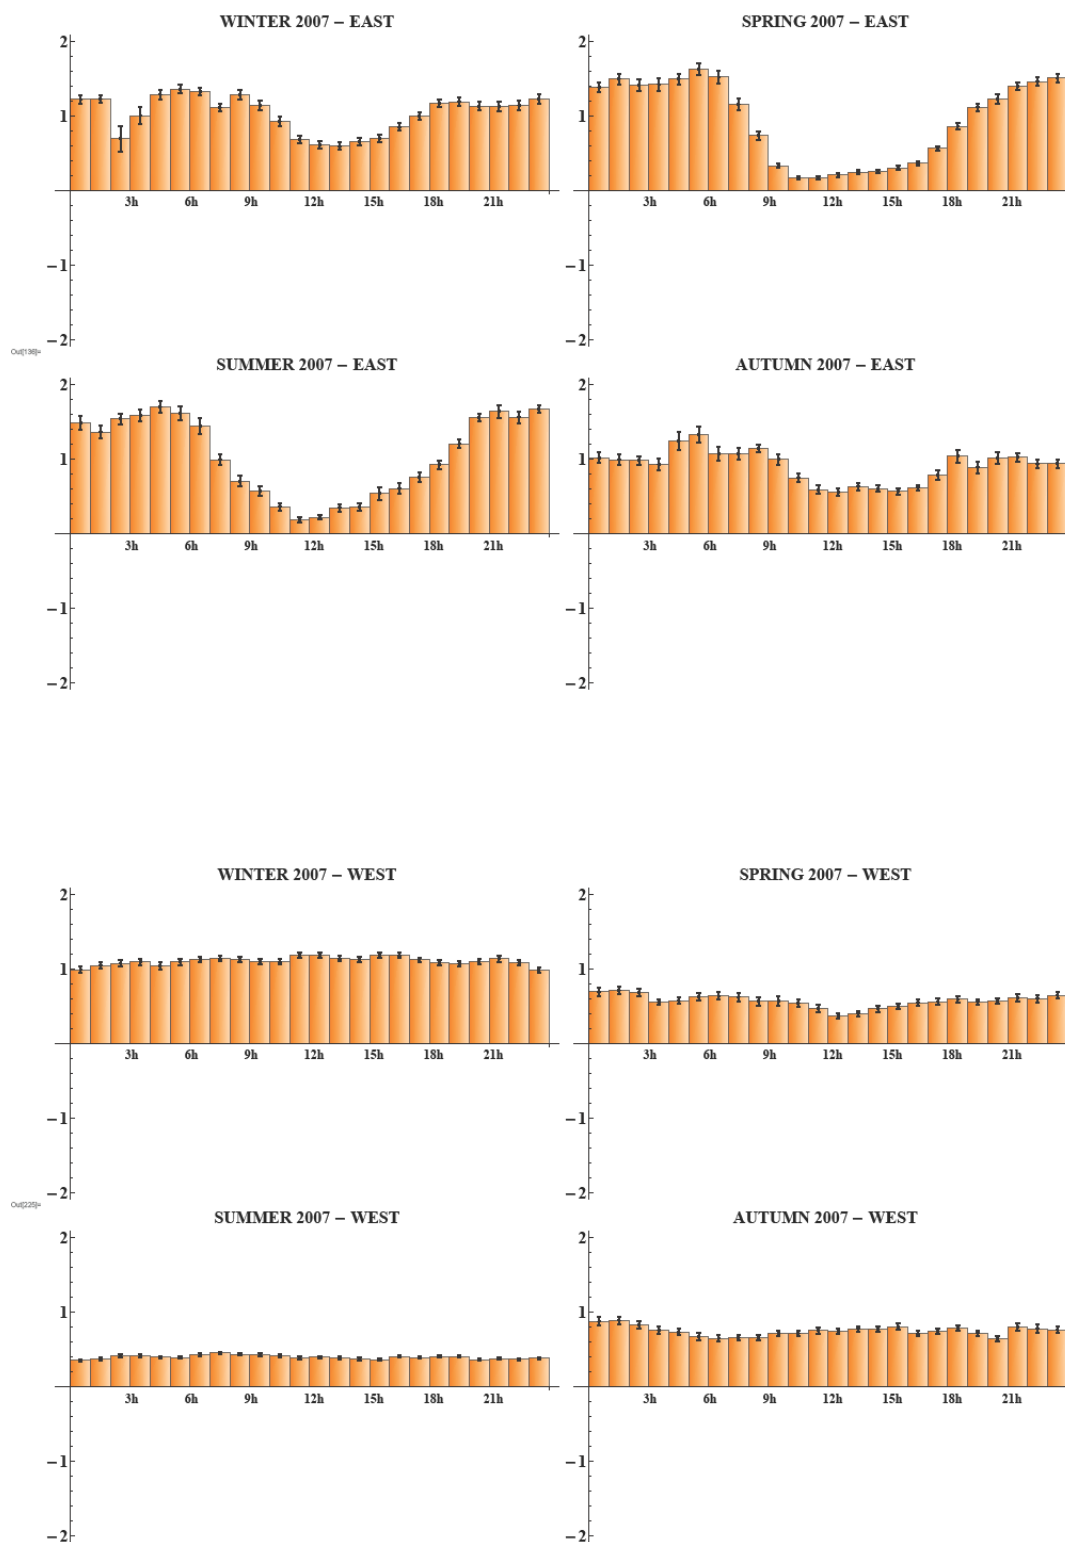 WINTER 2007 – EAST
2
1
−1
−2
3h 6h 9h 12h 15h 18h 21h
SPRING 2007 – EAST
2
1
−1
−2
3h 6h 9h 12h 15h 18h 21h
Out[136]=
SUMMER 2007 – EAST
2
1
−1
−2
3h 6h 9h 12h 15h 18h 21h
AUTUMN 2007 – EAST
2
1
−1
−2
3h 6h 9h 12h 15h 18h 21h
WINTER 2007 – WEST
2
1
−1
−2
3h 6h 9h 12h 15h 18h 21h
SPRING 2007 – WEST
2
1
−1
−2
3h 6h 9h 12h 15h 18h 21h
Out[225]=
SUMMER 2007 – WEST
2
1
−1
−2
3h 6h 9h 12h 15h 18h 21h
AUTUMN 2007 – WEST
2
1
−1
−2
3h 6h 9h 12h 15h 18h 21h